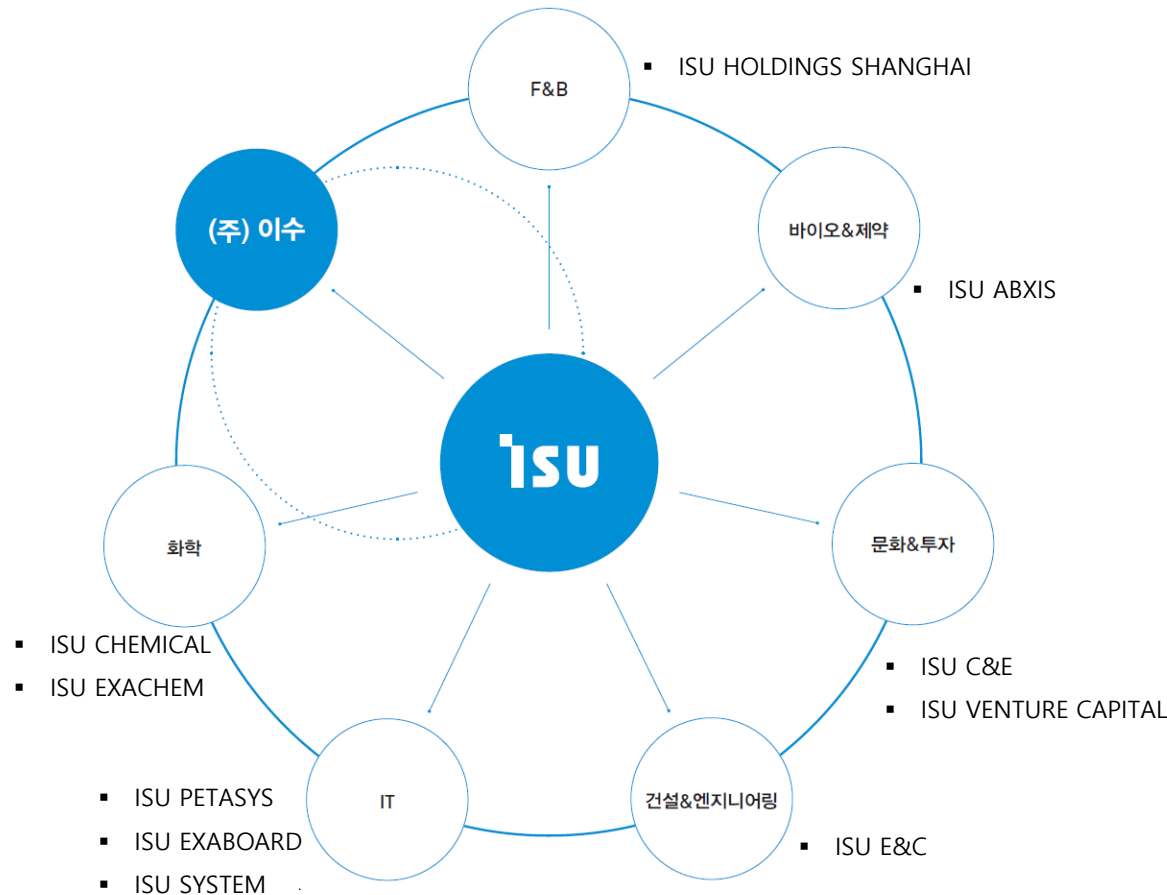 F&B
▪ ISU HOLDINGS SHANGHAI
(주) 이수
바이오&제약
▪ ISU ABXIS
ISU
화학
▪ ISU CHEMICAL
▪ ISU EXACHEM
문화&투자
▪ ISU C&E
▪ ISU VENTURE CAPITAL
IT
▪ ISU PETASYS
▪ ISU EXABOARD
▪ ISU SYSTEM
건설&엔지니어링
▪ ISU E&C